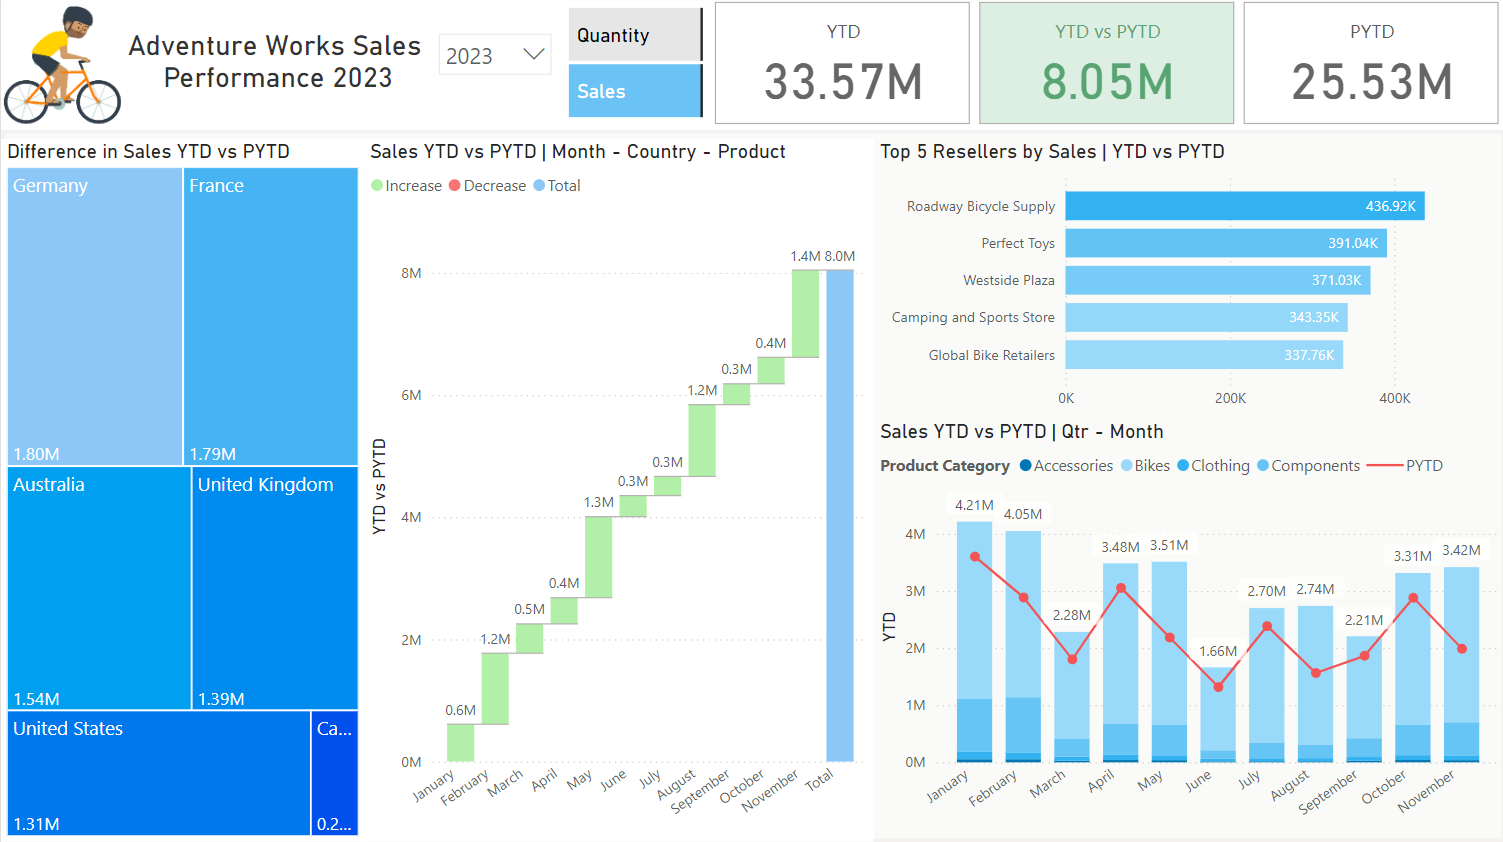 Adventure Works Sales
Performance 2023
2023
Quantity
Sales
YTD
33.57M
YTD vs PYTD
8.05M
PYTD
25.53M
Difference in Sales YTD vs PYTD
Germany
1.80M
France
1.79M
Australia
1.54M
United Kingdom
1.39M
United States
1.31M
Ca...
0.2...
Sales YTD vs PYTD | Month - Country - Product
Increase Decrease Total
YTD vs PYTD
8M
6M
4M
2M
0M
0.6M
1.2M
0.5M
0.4M
1.3M
0.3M
0.3M
1.2M
0.3M
0.4M
1.4M
8.0M
January
February
March
April
May
June
July
August
September
October
November
Total
Top 5 Resellers by Sales | YTD vs PYTD
Roadway Bicycle Supply 436.92K
Perfect Toys 391.04K
Westside Plaza 371.03K
Camping and Sports Store 343.35K
Global Bike Retailers 337.76K
0K 200K 400K
Sales YTD vs PYTD | Qtr - Month
Product Category Accessories Bikes Clothing Components PYTD
YTD
4M
3M
2M
1M
0M
4.21M
4.05M
2.28M
3.48M
3.51M
1.66M
2.70M
2.74M
2.21M
3.31M
3.42M
January
February
March
April
May
June
July
August
September
October
November